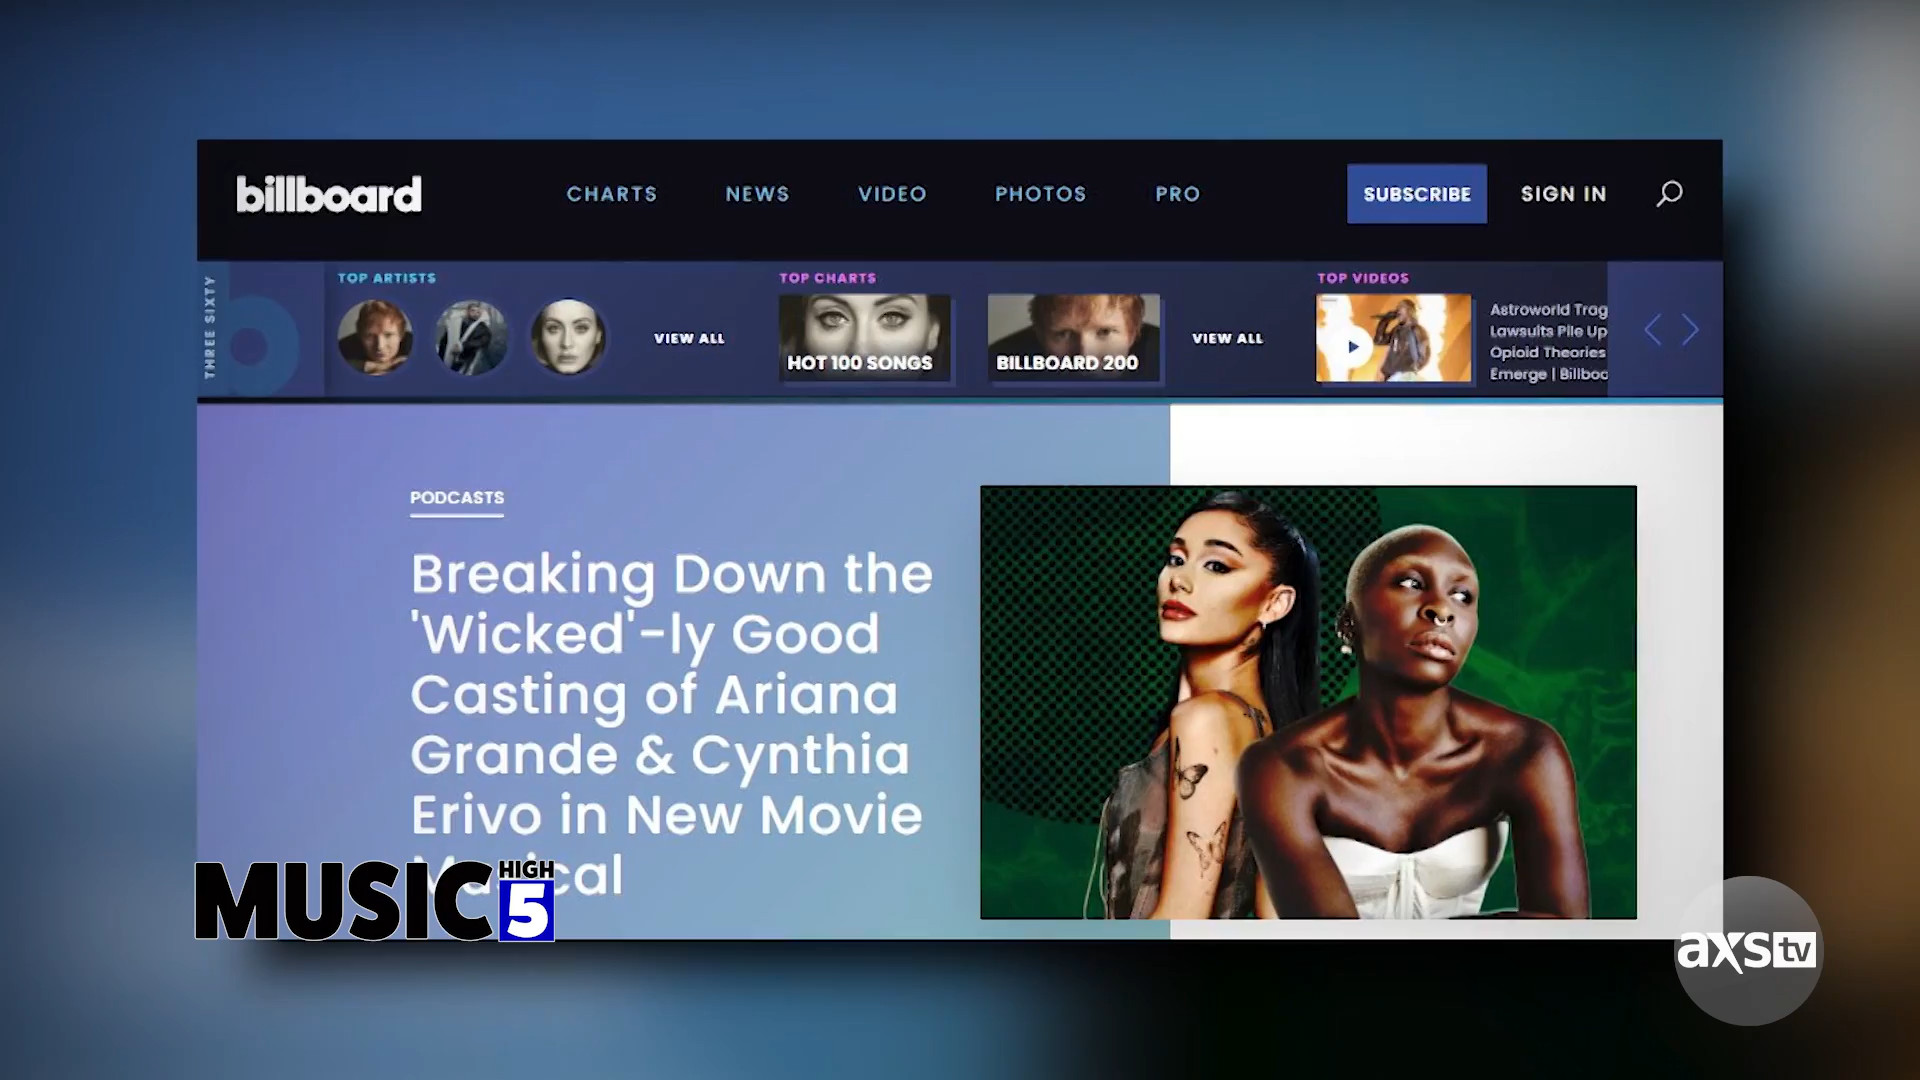 billboard
CHARTS NEWS VIDEO PHOTOS PRO
SUBSCRIBE SIGN IN
THREE SIXTY
TOP ARTISTS
VIEW ALL
TOP CHARTS
HOT 100 SONGS
BILLBOARD 200
VIEW ALL
TOP VIDEOS
Astroworld Trag
Lawsuits Pile Up
Opioid Theories
Emerge | Billboo
PODCASTS
Breaking Down the
'Wicked'-ly Good
Casting of Ariana
Grande & Cynthia
Erivo in New Movie
Musical
MUSIC HIGH 5
axs tv